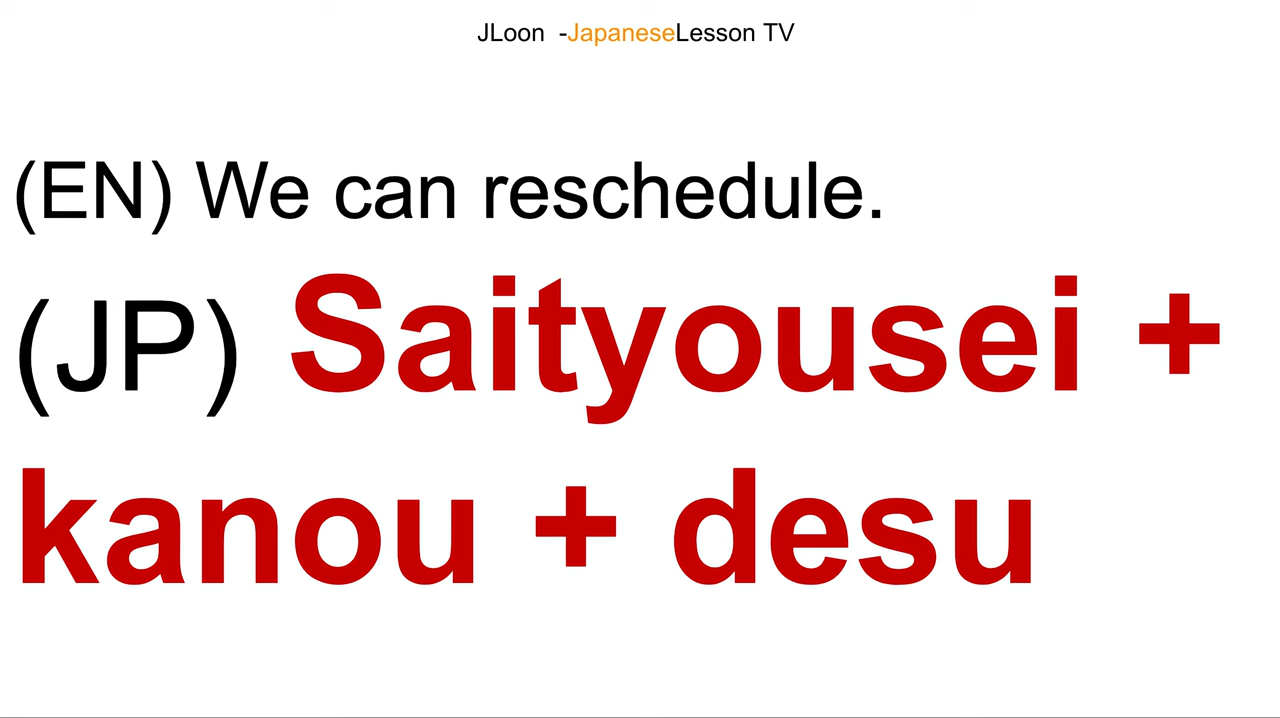 JLoon -JapaneseLesson TV
(EN) We can reschedule.
(JP) Saityousei +
kanou + desu